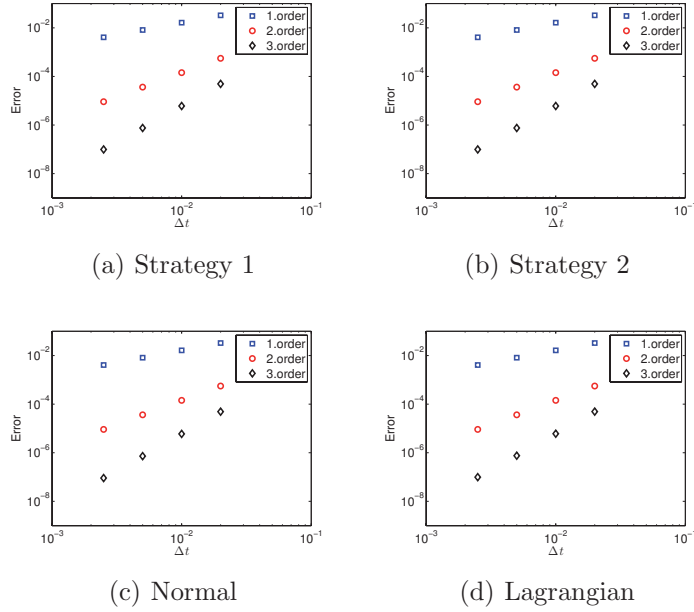 10⁻²
10⁻⁴
10⁻⁶
10⁻⁸
Error
1.order
2.order
3.order
10⁻³
10⁻²
10⁻¹
Δt
(a) Strategy 1
10⁻²
10⁻⁴
10⁻⁶
10⁻⁸
Error
1.order
2.order
3.order
10⁻³
10⁻²
10⁻¹
Δt
(b) Strategy 2
10⁻²
10⁻⁴
10⁻⁶
10⁻⁸
Error
1.order
2.order
3.order
10⁻³
10⁻²
10⁻¹
Δt
(c) Normal
10⁻²
10⁻⁴
10⁻⁶
10⁻⁸
Error
1.order
2.order
3.order
10⁻³
10⁻²
10⁻¹
Δt
(d) Lagrangian